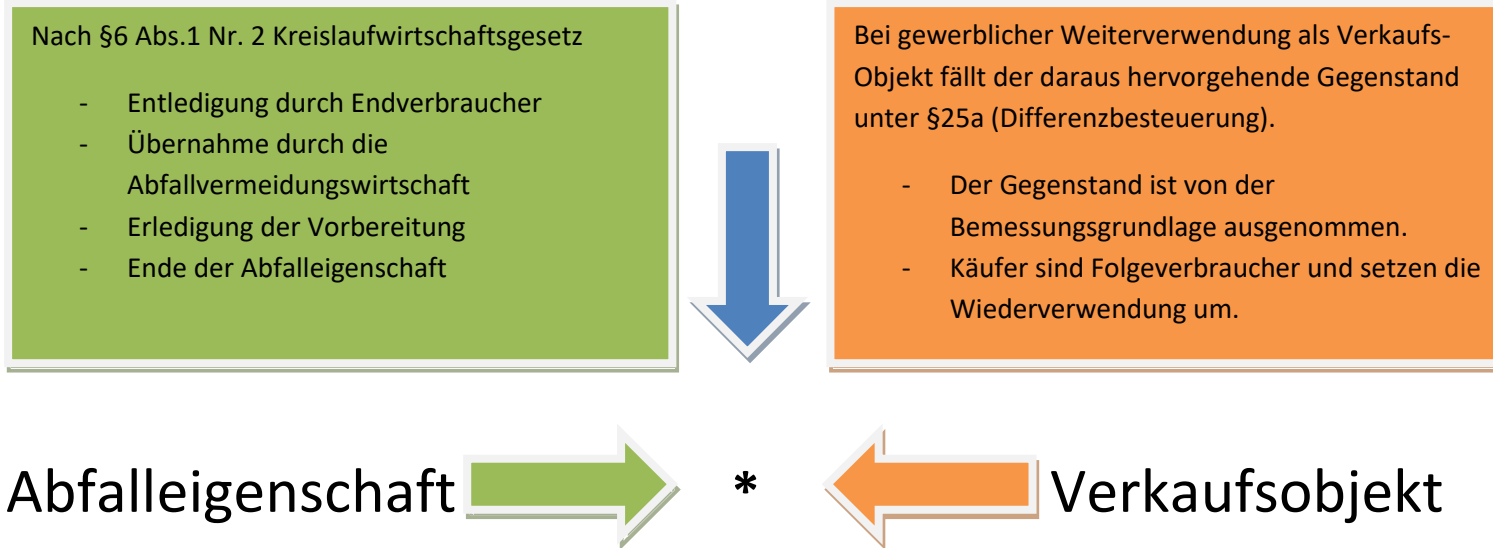 Nach §6 Abs.1 Nr. 2 Kreislaufwirtschaftsgesetz
- Entledigung durch Endverbraucher
- Übernahme durch die
Abfallvermeidungswirtschaft
- Erledigung der Vorbereitung
- Ende der Abfalleigenschaft
Bei gewerblicher Weiterverwendung als Verkaufs-
Objekt fällt der daraus hervorgehende Gegenstand
unter §25a (Differenzbesteuerung).
- Der Gegenstand ist von der
Bemessungsgrundlage ausgenommen.
- Käufer sind Folgeverbraucher und setzen die
Wiederverwendung um.
Abfalleigenschaft * Verkaufsobjekt